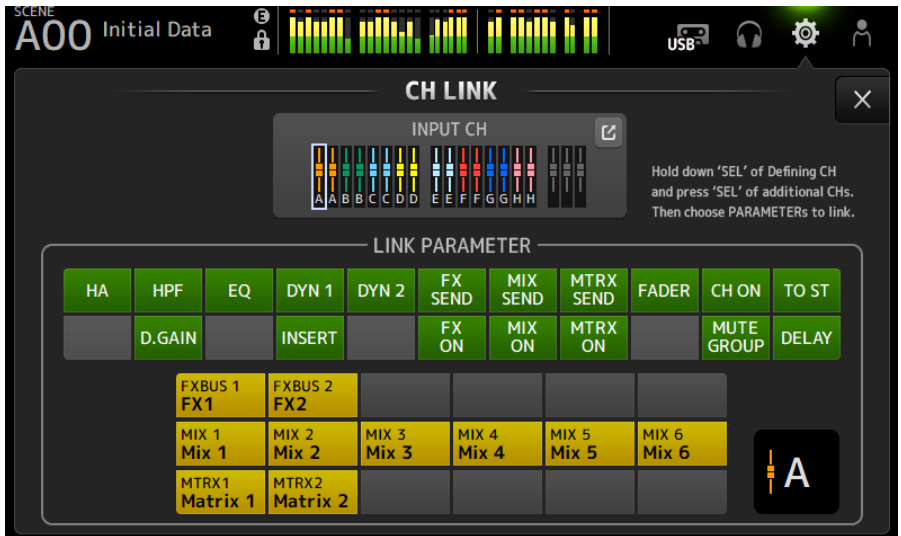 SCENE
A00 Initial Data
E
USB
CH LINK
INPUT CH
A A B B C C D D E E F F G G H H
Hold down ‘SEL’ of Defining CH
and press ‘SEL’ of additional CHs.
Then choose PARAMETERs to link.
LINK PARAMETER
HA HPF EQ DYN 1 DYN 2 FX SEND MIX SEND MTRX SEND FADER CH ON TO ST
D.GAIN INSERT FX ON MIX ON MTRX ON MUTE GROUP DELAY
FXBUS 1 FXBUS 2
FX1 FX2
MIX 1 MIX 2 MIX 3 MIX 4 MIX 5 MIX 6
Mix 1 Mix 2 Mix 3 Mix 4 Mix 5 Mix 6
MTRX1 MTRX2
Matrix 1 Matrix 2
A